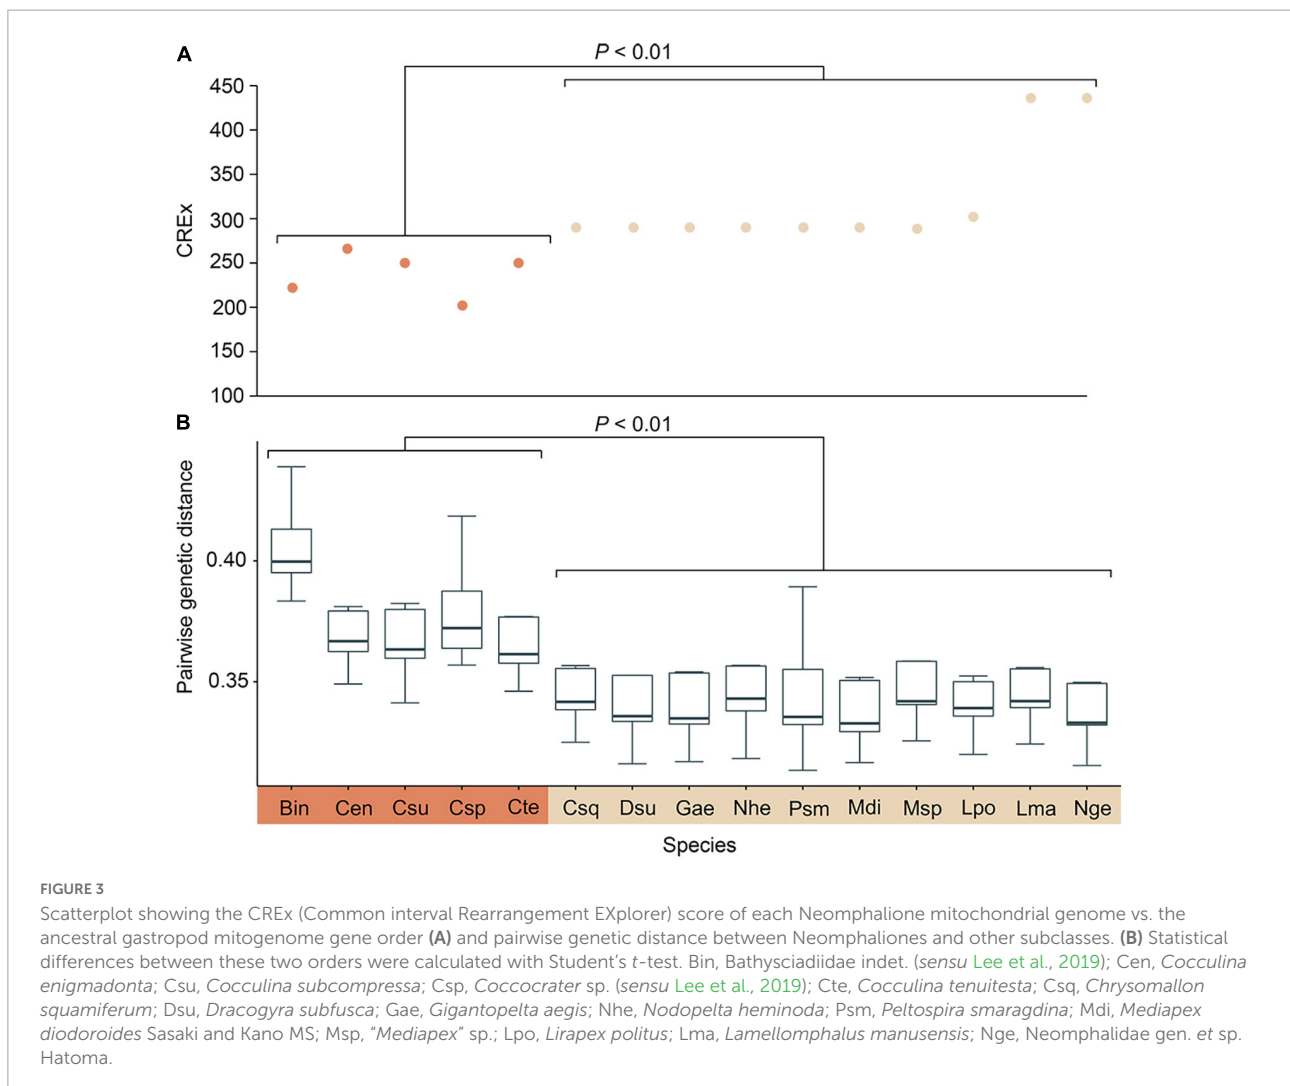 A
P < 0.01
450
400
350
300
250
200
150
100
CREx
B
P < 0.01
Pairwise genetic distance
0.40
0.35
Bin Cen Csu Csp Cte Csq Dsu Gae Nhe Psm Mdi Msp Lpo Lma Nge
Species
FIGURE 3
Scatterplot showing the CREx (Common interval Rearrangement EXplorer) score of each Neomphalione mitochondrial genome vs. the
ancestral gastropod mitogenome gene order (A) and pairwise genetic distance between Neomphaliones and other subclasses. (B) Statistical
differences between these two orders were calculated with Student's t-test. Bin, Bathysciadiidae indet. (sensu Lee et al., 2019); Cen, Cocculina
enigmadonta; Csu, Cocculina subcompressa; Csp, Coccocrater sp. (sensu Lee et al., 2019); Cte, Cocculina tenuitesta; Csq, Chrysomallon
squamiferum; Dsu, Dracogyra subfusca; Gae, Gigantopelta aegis; Nhe, Nodopelta heminoda; Psm, Peltospira smaragdina; Mdi, Mediapex
diodoroides Sasaki and Kano MS; Msp, "Mediapex" sp.; Lpo, Lirapex politus; Lma, Lamellomphalus manusensis; Nge, Neomphalidae gen. et sp.
Hatoma.